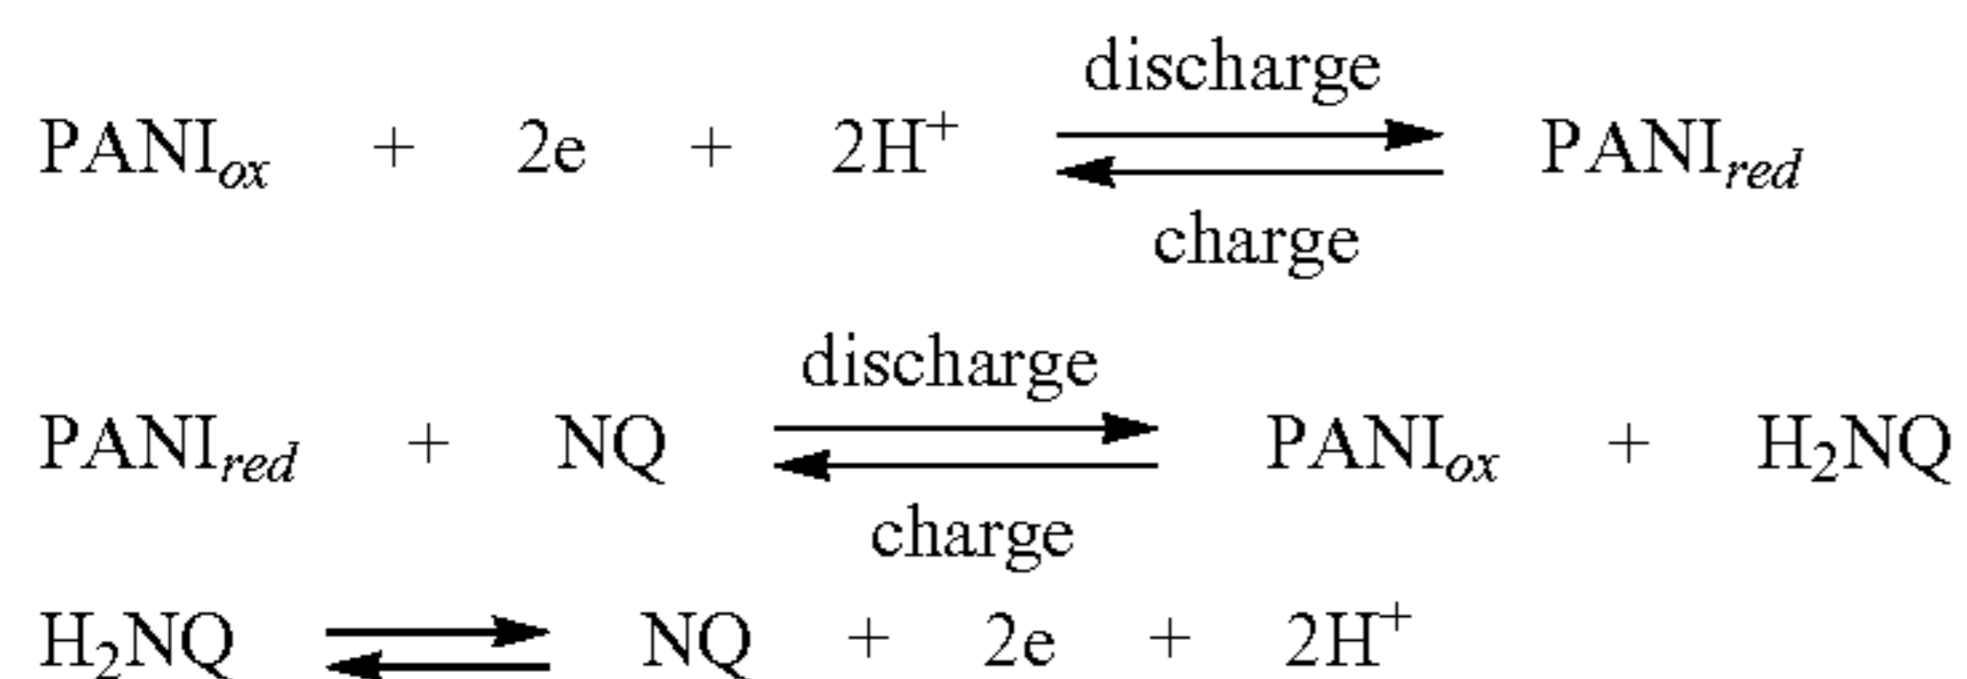 discharge
PANIox + 2e + 2H+ ⇌ PANIred
charge
discharge
PANIred + NQ ⇌ PANIox + H2NQ
charge
H2NQ ⇌ NQ + 2e + 2H+